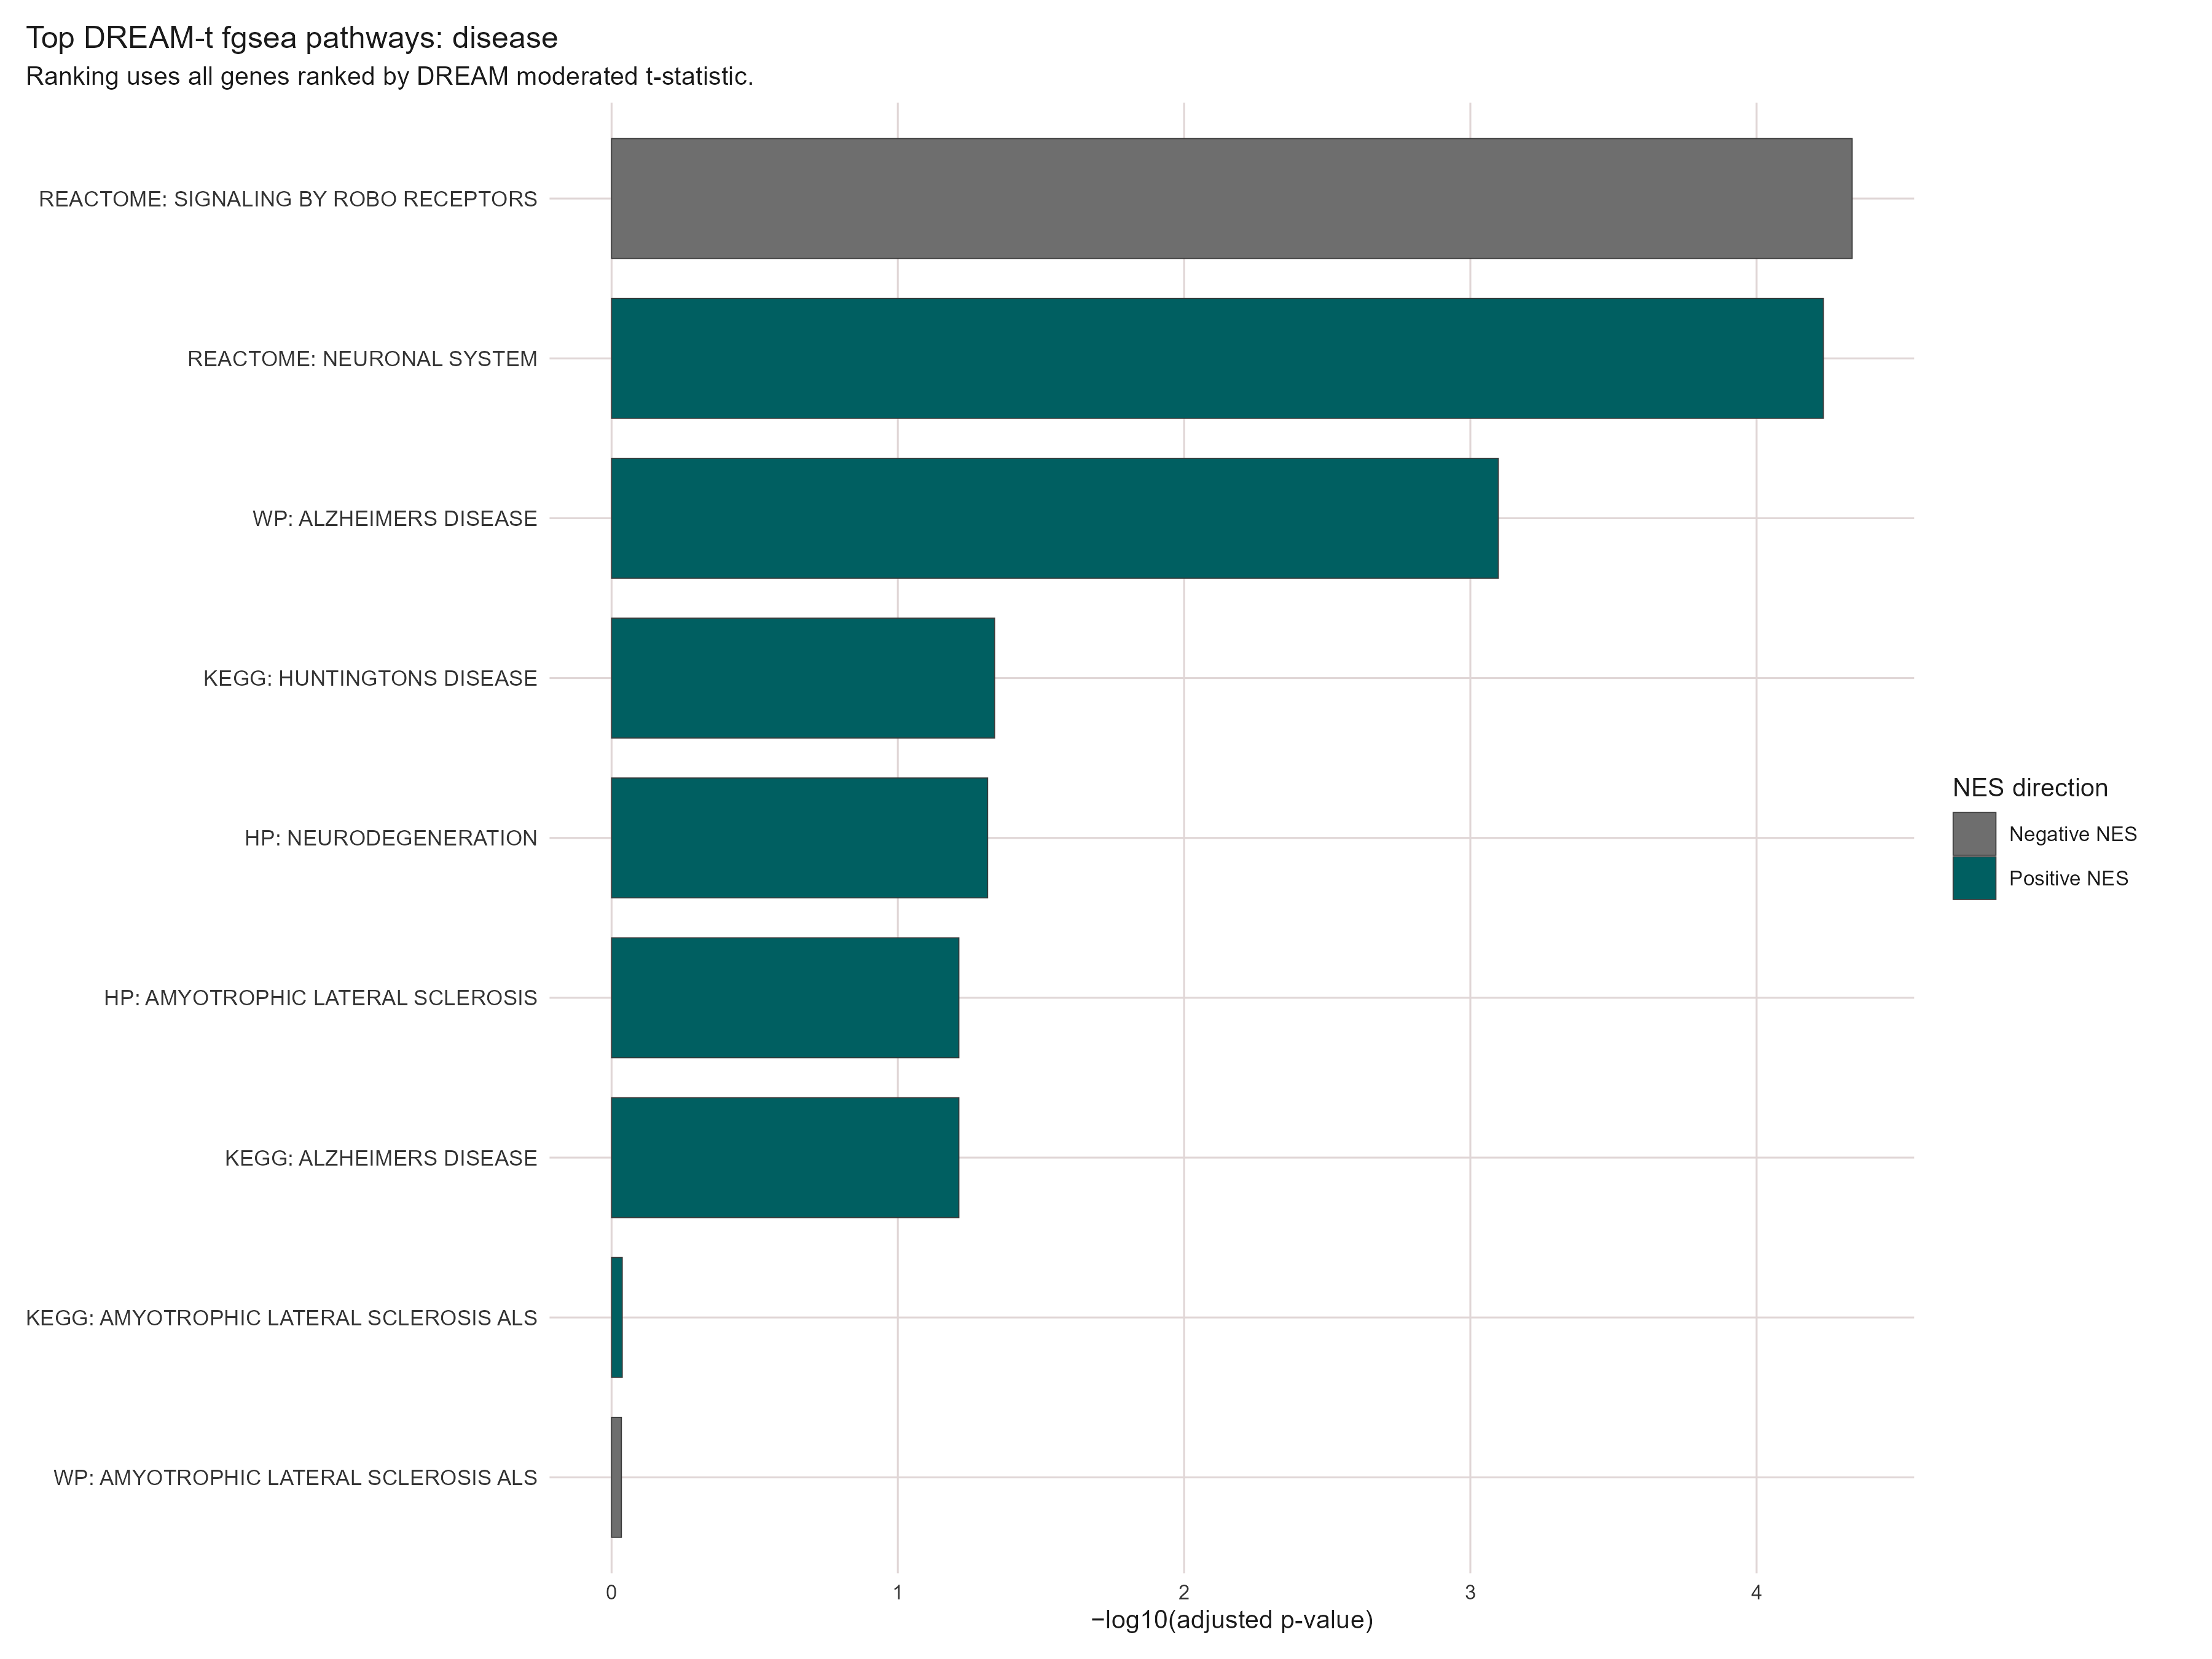 Top DREAM-t fgsea pathways: disease
Ranking uses all genes ranked by DREAM moderated t-statistic.
REACTOME: SIGNALING BY ROBO RECEPTORS
REACTOME: NEURONAL SYSTEM
WP: ALZHEIMERS DISEASE
KEGG: HUNTINGTONS DISEASE
HP: NEURODEGENERATION
HP: AMYOTROPHIC LATERAL SCLEROSIS
KEGG: ALZHEIMERS DISEASE
KEGG: AMYOTROPHIC LATERAL SCLEROSIS ALS
WP: AMYOTROPHIC LATERAL SCLEROSIS ALS
0 1 2 3 4
−log10(adjusted p-value)
NES direction
Negative NES
Positive NES